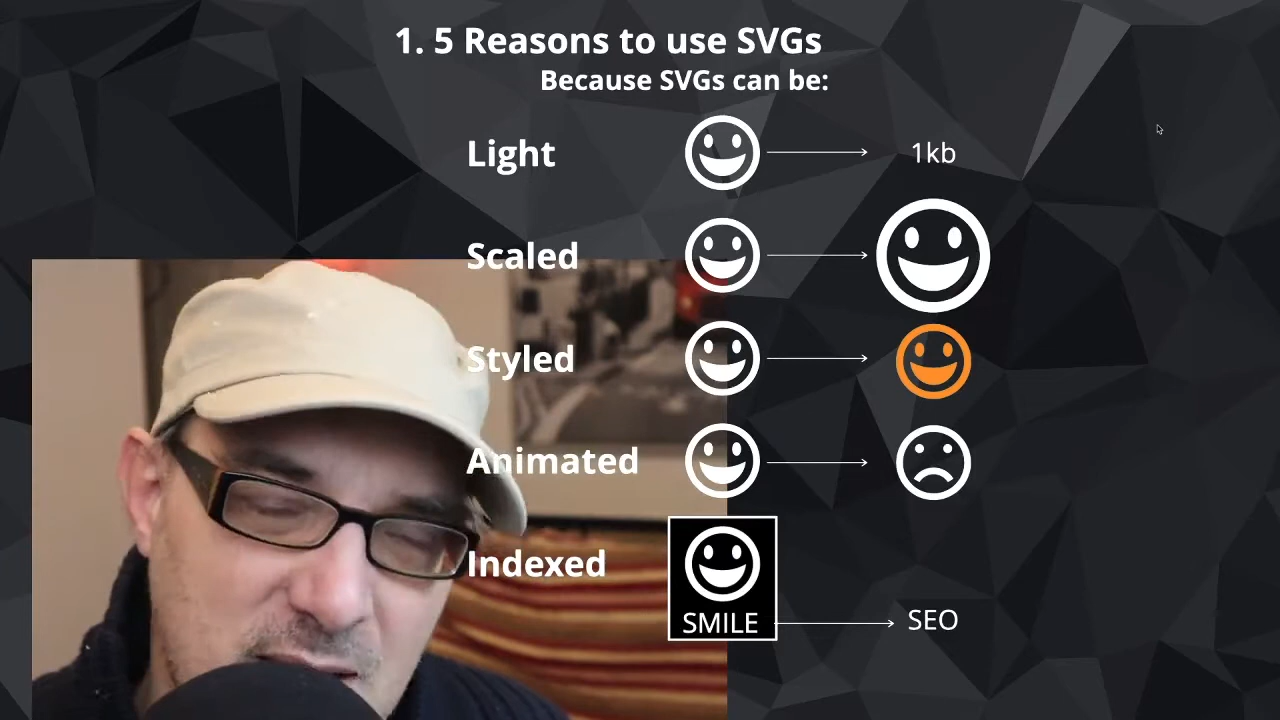 1. 5 Reasons to use SVGs
Because SVGs can be:
Light
1kb
Scaled
Styled
Animated
Indexed
SMILE
SEO